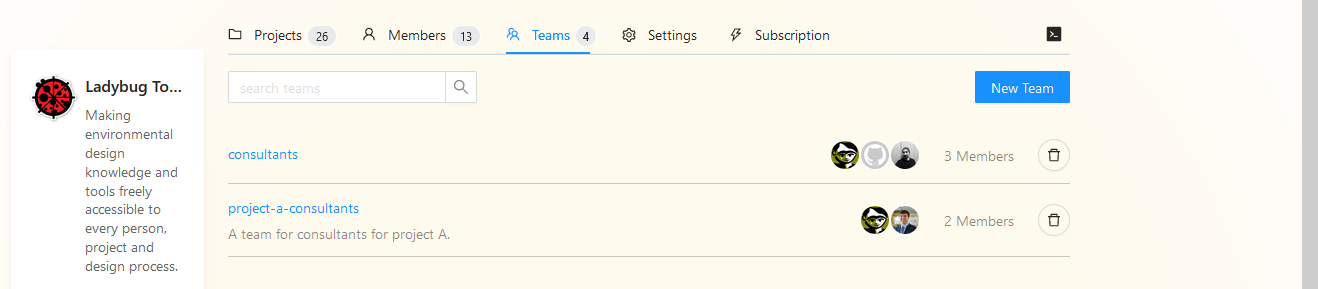 Projects 26 Members 13 Teams 4 Settings Subscription
Ladybug To...
Making
environmental
design
knowledge and
tools freely
accessible to
every person,
project and
design process.
search teams
New Team
consultants
3 Members
project-a-consultants
A team for consultants for project A.
2 Members